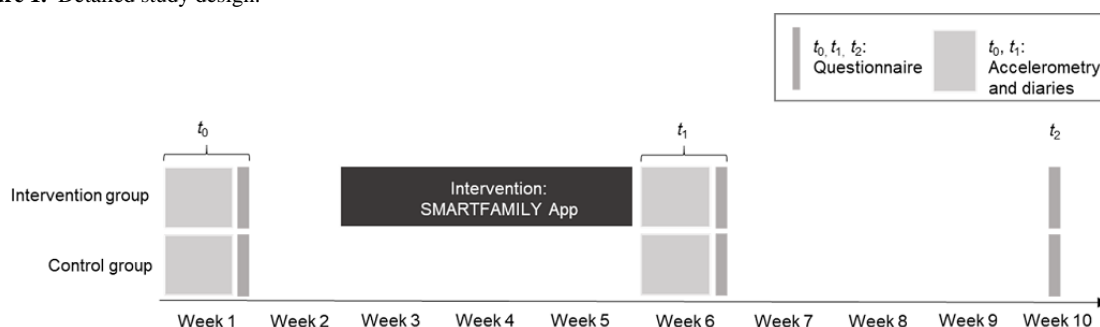 Detailed study design.
t0, t1, t2:
Questionnaire
t0, t1:
Accelerometry
and diaries
t0
t1
t2
Intervention group
Intervention:
SMARTFAMILY App
Control group
Week 1 Week 2 Week 3 Week 4 Week 5 Week 6 Week 7 Week 8 Week 9 Week 10